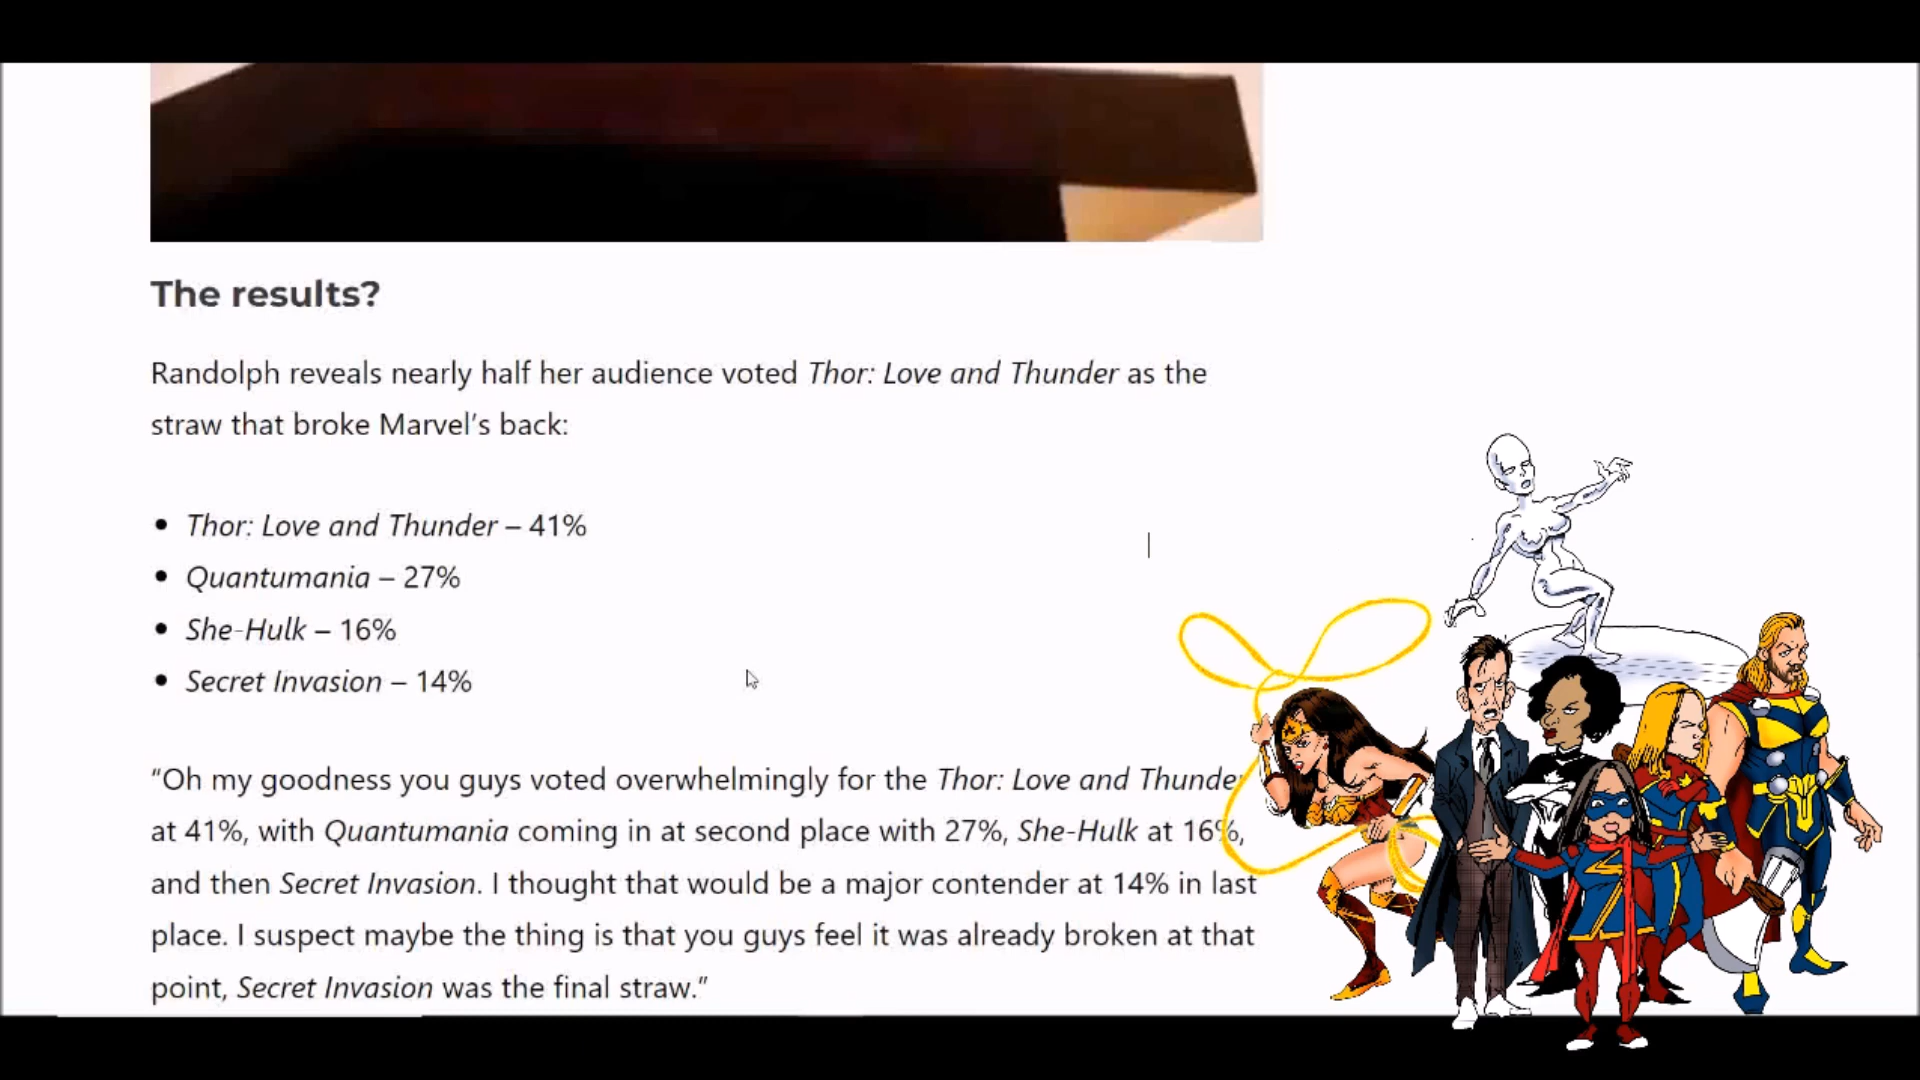 The results?
Randolph reveals nearly half her audience voted Thor: Love and Thunder as the
straw that broke Marvel’s back:
• Thor: Love and Thunder – 41%
• Quantumania – 27%
• She-Hulk – 16%
• Secret Invasion – 14%
“Oh my goodness you guys voted overwhelmingly for the Thor: Love and Thunde
at 41%, with Quantumania coming in at second place with 27%, She-Hulk at 16%,
and then Secret Invasion. I thought that would be a major contender at 14% in last
place. I suspect maybe the thing is that you guys feel it was already broken at that
point, Secret Invasion was the final straw.”